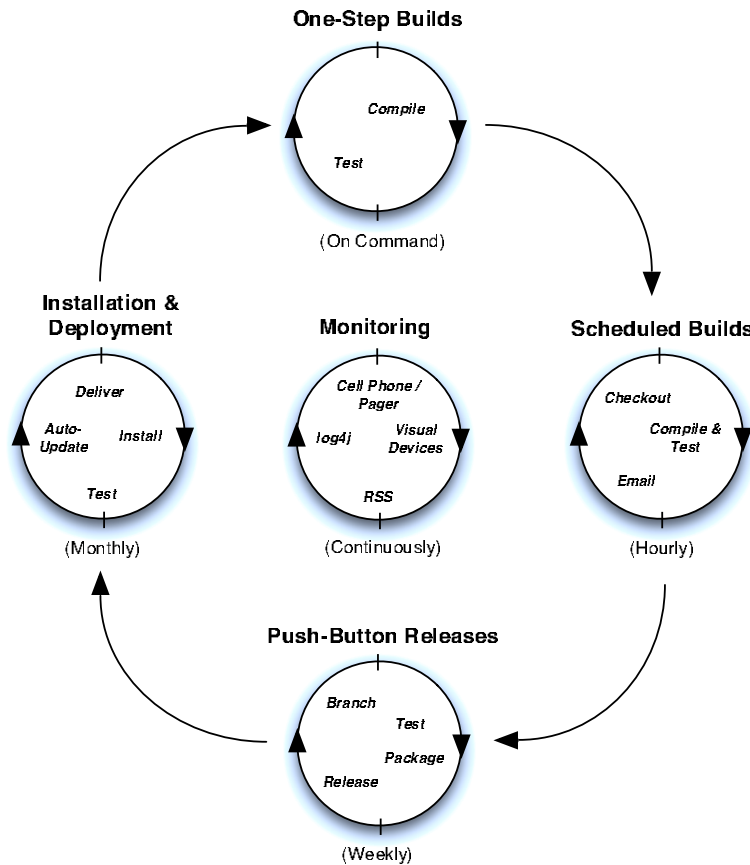 One-Step Builds
Compile
Test
(On Command)
Installation &
Deployment
Deliver
Auto-
Update
Install
Test
(Monthly)
Monitoring
Cell Phone /
Pager
log4j
Visual
Devices
RSS
(Continuously)
Scheduled Builds
Checkout
Compile &
Test
Email
(Hourly)
Push-Button Releases
Branch
Test
Package
Release
(Weekly)